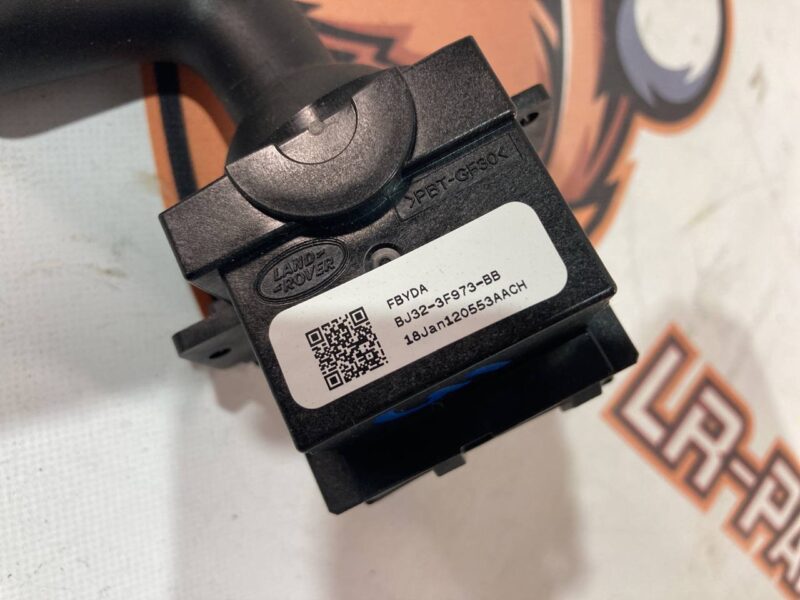 >PBT-GF30<
LAND-
-ROVER
FBYDA
BJ32-3F973-BB
18Jan120553AACH
LR-PA